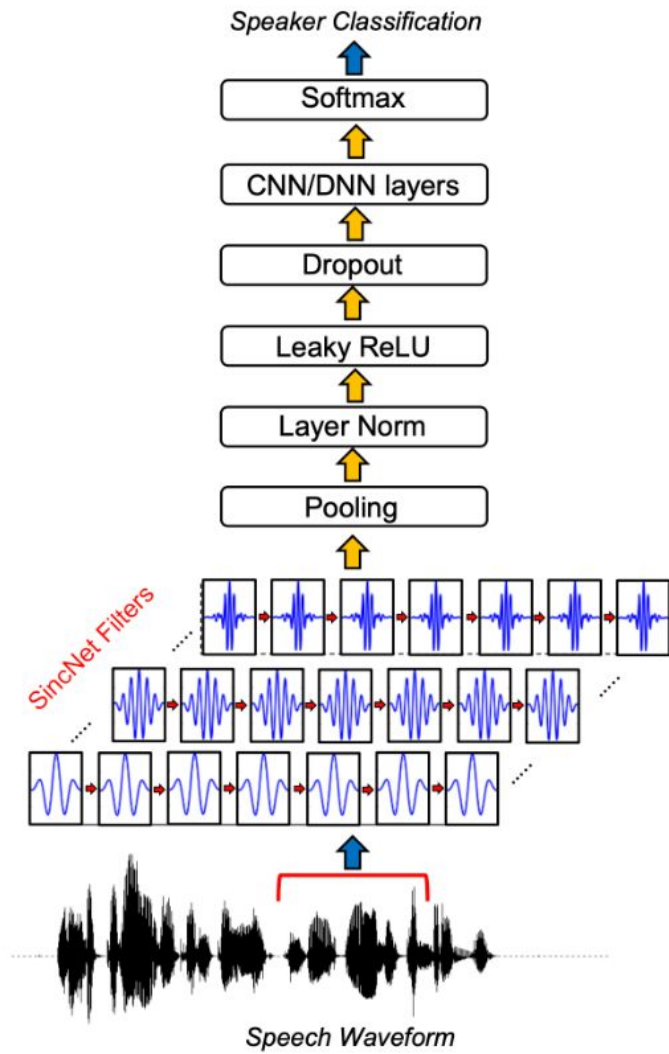 Speaker Classification
Softmax
CNN/DNN layers
Dropout
Leaky ReLU
Layer Norm
Pooling
SincNet Filters
Speech Waveform